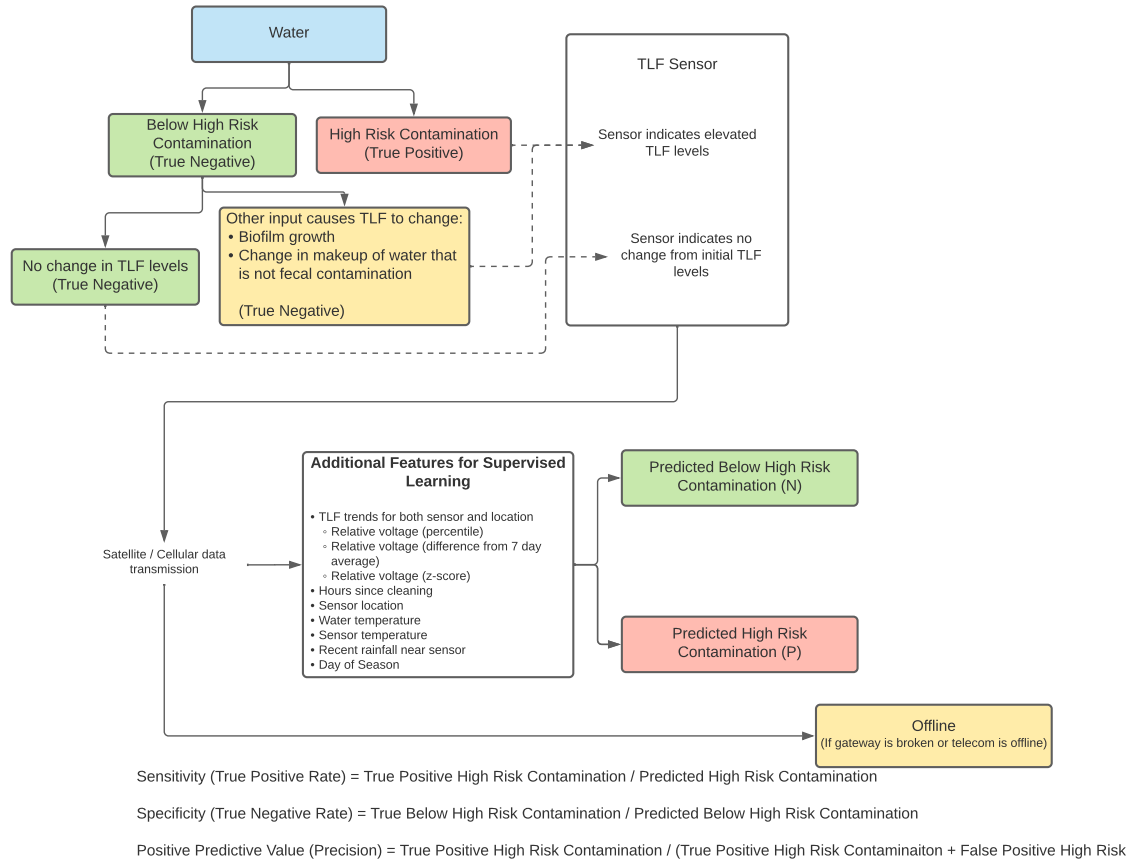 Water
TLF Sensor
Below High Risk
Contamination
(True Negative)
High Risk Contamination
(True Positive)
Sensor indicates elevated
TLF levels
Other input causes TLF to change:
• Biofilm growth
• Change in makeup of water that
is not fecal contamination
(True Negative)
No change in TLF levels
(True Negative)
Sensor indicates no
change from initial TLF
levels
Additional Features for Supervised
Learning
• TLF trends for both sensor and location
◦ Relative voltage (percentile)
◦ Relative voltage (difference from 7 day
average)
◦ Relative voltage (z-score)
• Hours since cleaning
• Sensor location
• Water temperature
• Sensor temperature
• Recent rainfall near sensor
• Day of Season
Satellite / Cellular data
transmission
Predicted Below High Risk
Contamination (N)
Predicted High Risk
Contamination (P)
Offline
(If gateway is broken or telecom is offline)
Sensitivity (True Positive Rate) = True Positive High Risk Contamination / Predicted High Risk Contamination
Specificity (True Negative Rate) = True Below High Risk Contamination / Predicted Below High Risk Contamination
Positive Predictive Value (Precision) = True Positive High Risk Contamination / (True Positive High Risk Contaminaiton + False Positive High Risk